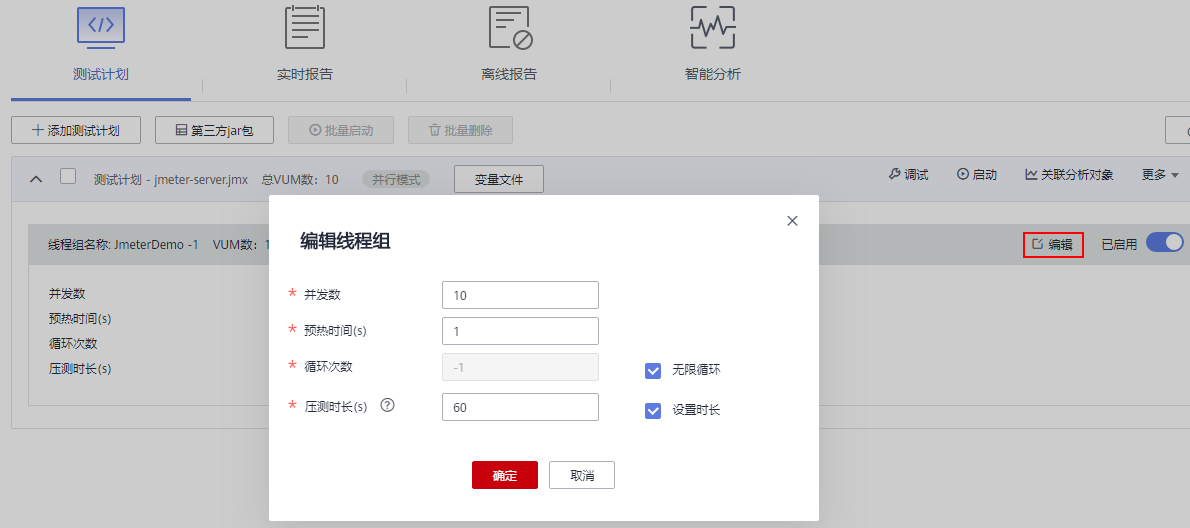 测试计划 实时报告 离线报告 智能分析
添加测试计划 第三方jar包 批量启动 批量删除
测试计划 - jmeter-server.jmx 总VUM数: 10 并行模式 变量文件 调试 启动 关联分析对象 更多
线程组名称: JmeterDemo -1 VUM数: 1 编辑 已启用
并发数
预热时间(s)
循环次数
压测时长(s)
编辑线程组
* 并发数 10
* 预热时间(s) 1
* 循环次数 -1 无限循环
* 压测时长(s) 60 设置时长
确定 取消